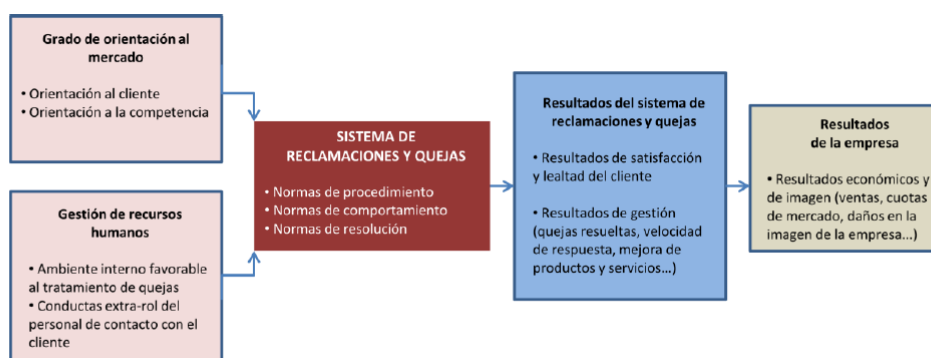 Grado de orientación al
mercado
• Orientación al cliente
• Orientación a la competencia
Gestión de recursos
humanos
• Ambiente interno favorable
al tratamiento de quejas
• Conductas extra-rol del
personal de contacto con el
cliente
SISTEMA DE
RECLAMACIONES Y QUEJAS
• Normas de procedimiento
• Normas de comportamiento
• Normas de resolución
Resultados del sistema de
reclamaciones y quejas
• Resultados de satisfacción
y lealtad del cliente
• Resultados de gestión
(quejas resueltas, velocidad
de respuesta, mejora de
productos y servicios…)
Resultados
de la empresa
• Resultados económicos y
de imagen (ventas, cuotas
de mercado, daños en la
imagen de la empresa…)